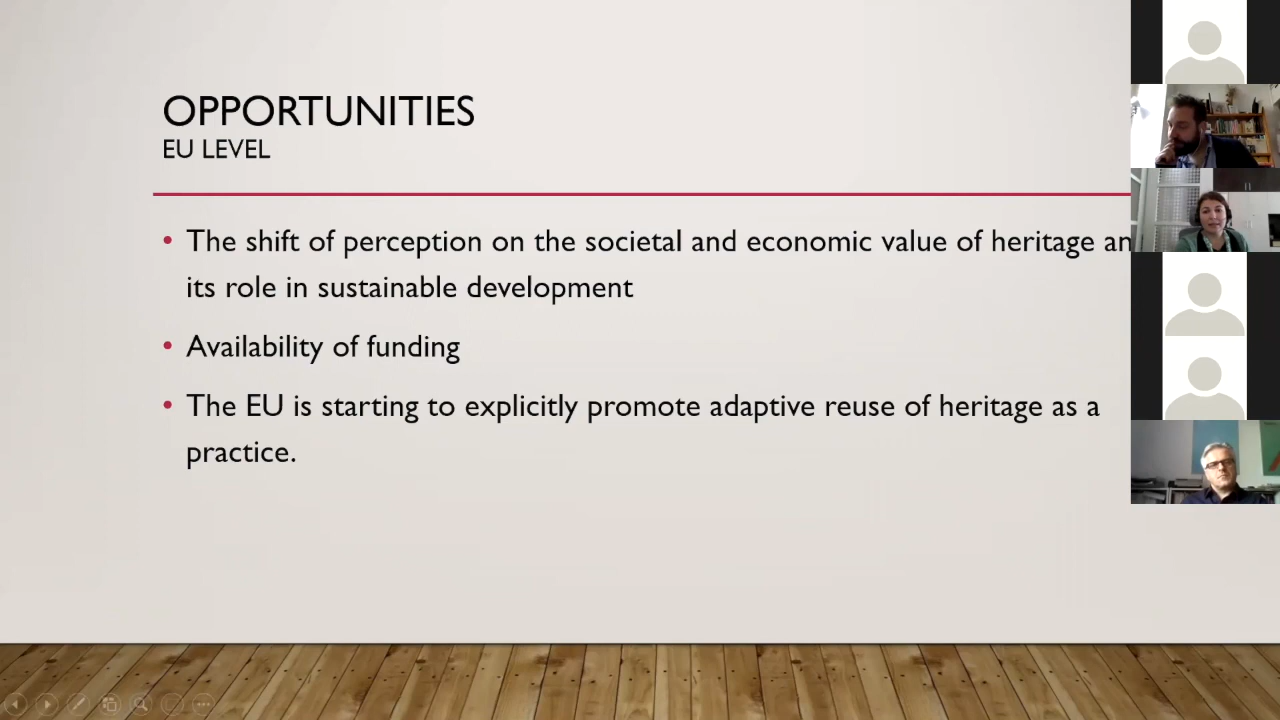 OPPORTUNITIES
EU LEVEL
• The shift of perception on the societal and economic value of heritage an
its role in sustainable development
• Availability of funding
• The EU is starting to explicitly promote adaptive reuse of heritage as a
practice.